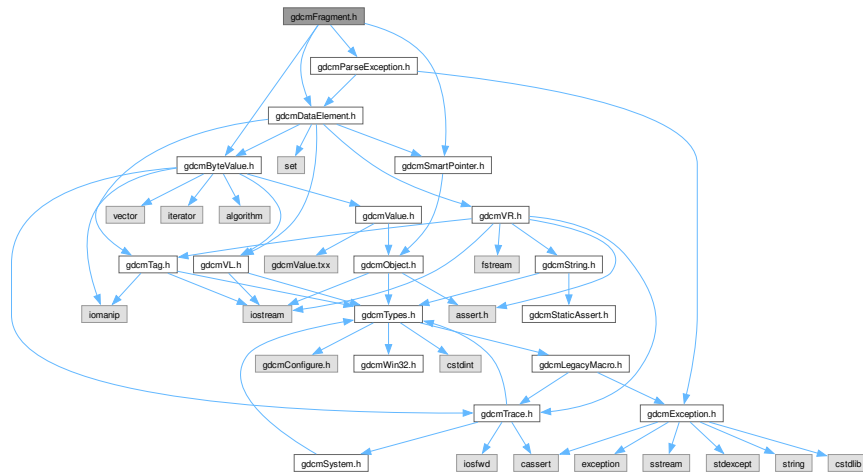 gdcmFragment.h
gdcmParseException.h
gdcmDataElement.h
gdcmByteValue.h
set
gdcmSmartPointer.h
vector
iterator
algorithm
gdcmValue.h
gdcmVR.h
gdcmTag.h
gdcmVL.h
gdcmValue.txx
gdcmObject.h
fstream
gdcmString.h
iomanip
iostream
gdcmTypes.h
assert.h
gdcmStaticAssert.h
gdcmConfigure.h
gdcmWin32.h
cstdint
gdcmLegacyMacro.h
gdcmTrace.h
gdcmException.h
gdcmSystem.h
iosfwd
cassert
exception
sstream
stdexcept
string
cstdlib